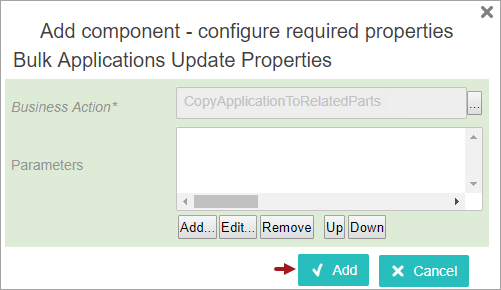 Add component - configure required properties
Bulk Applications Update Properties
Business Action*
CopyApplicationToRelatedParts
...
Parameters
Add... Edit... Remove Up Down
Add Cancel